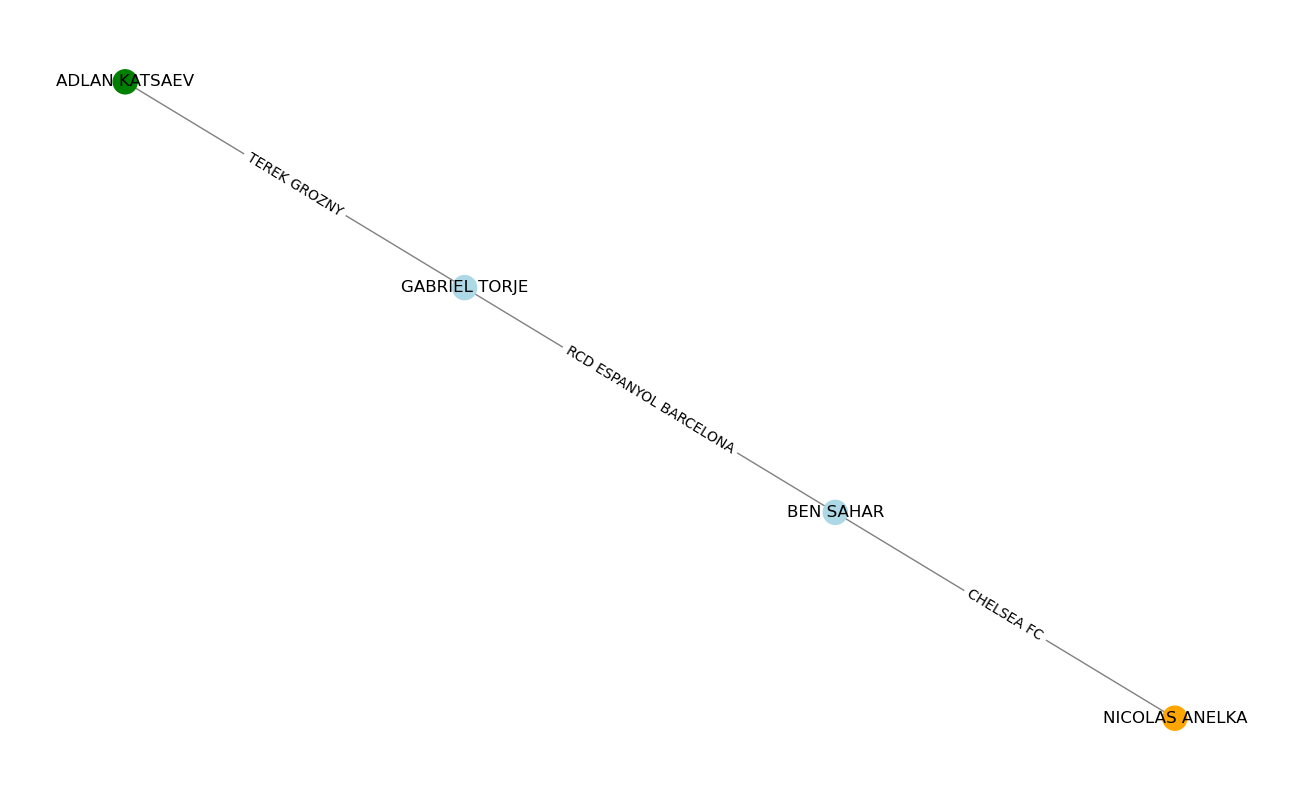 ADLAN KATSAEV
TEREK GROZNY
GABRIEL TORJE
RCD ESPANYOL BARCELONA
BEN SAHAR
CHELSEA FC
NICOLAS ANELKA